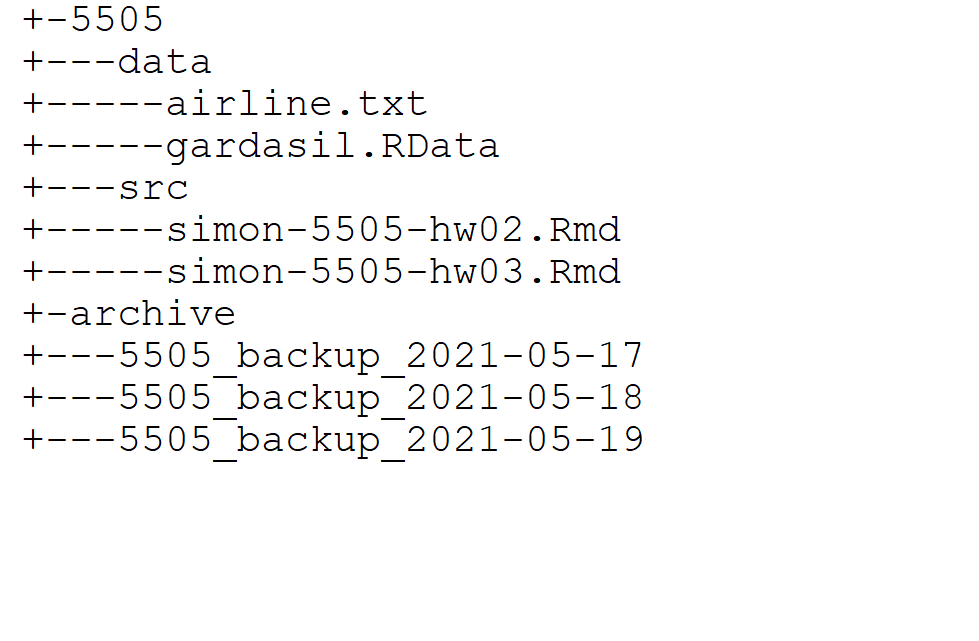 +-5505
+---data
+-----airline.txt
+-----gardasil.RData
+---src
+-----simon-5505-hw02.Rmd
+-----simon-5505-hw03.Rmd
+-archive
+---5505_backup_2021-05-17
+---5505_backup_2021-05-18
+---5505_backup_2021-05-19